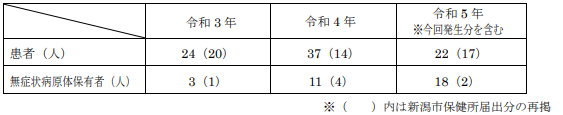 令和３年 令和４年 令和５年
※今回発生分を含む
患者（人） 24（20） 37（14） 22（17）
無症状病原体保有者（人） 3（1） 11（4） 18（2）
※（　　）内は新潟市保健所届出分の再掲